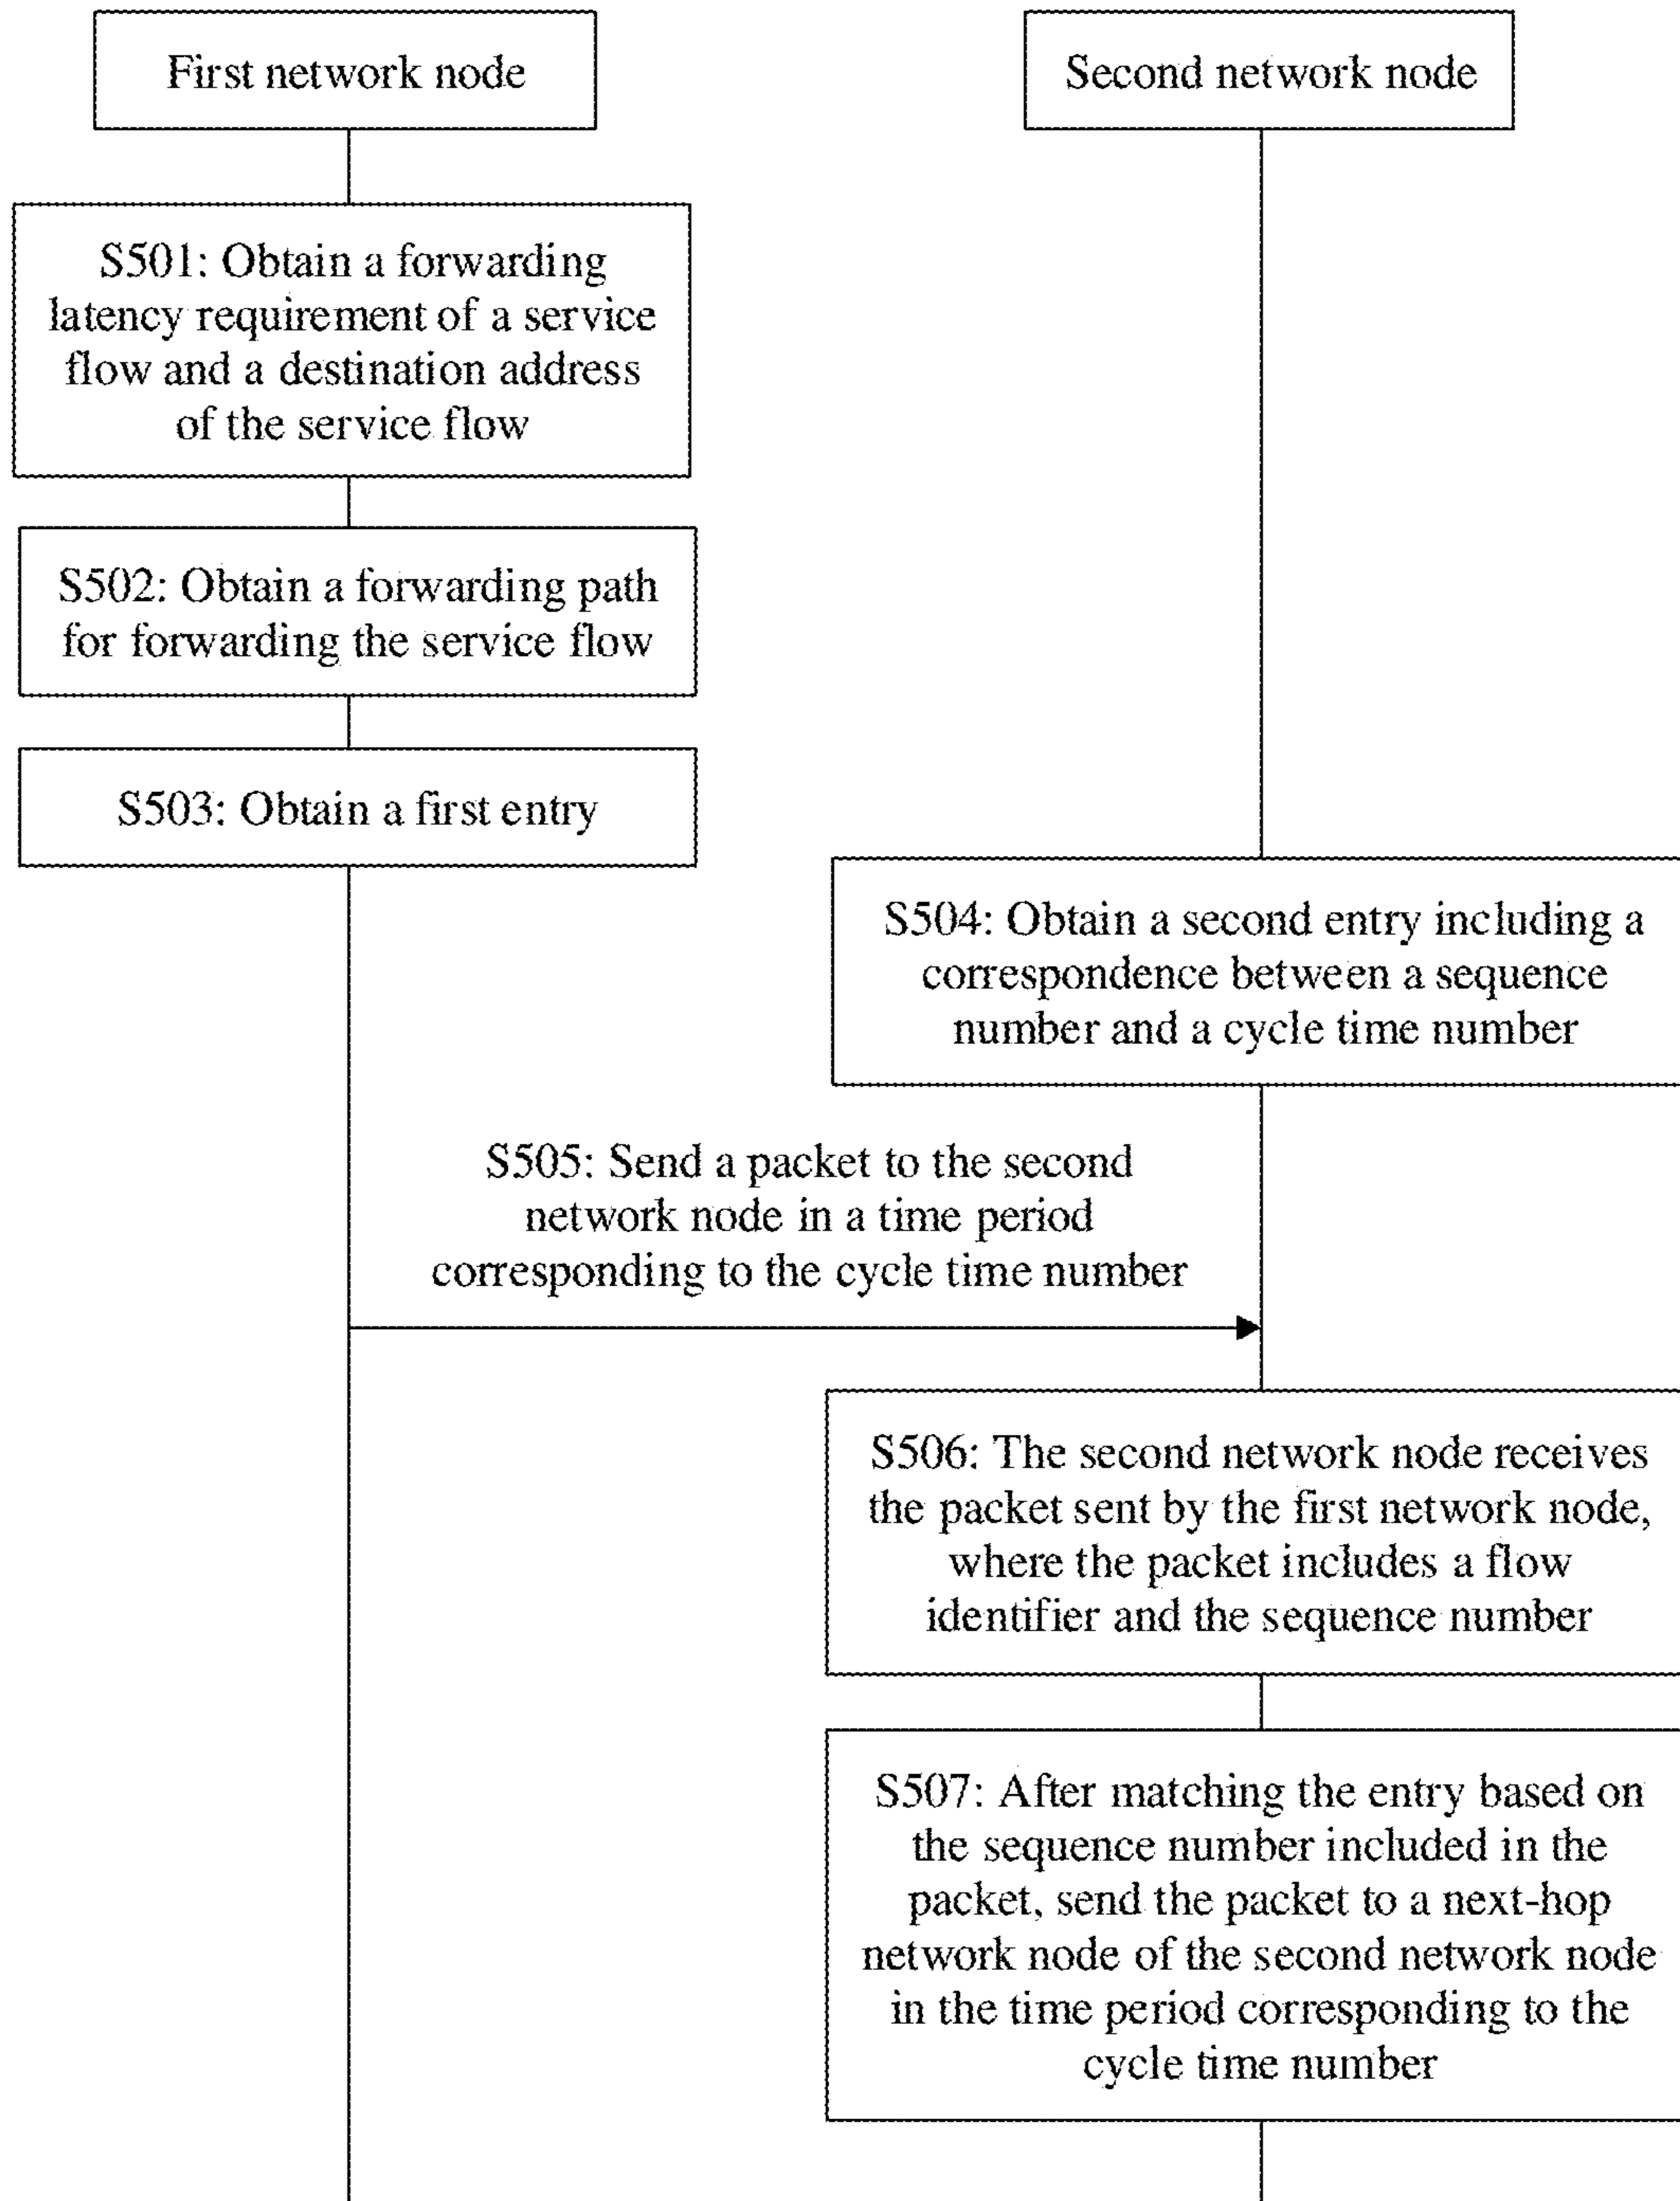 First network node
Second network node
S501: Obtain a forwarding
latency requirement of a service
flow and a destination address
of the service flow
S502: Obtain a forwarding path
for forwarding the service flow
S503: Obtain a first entry
S504: Obtain a second entry including a
correspondence between a sequence
number and a cycle time number
S505: Send a packet to the second
network node in a time period
corresponding to the cycle time number
S506: The second network node receives
the packet sent by the first network node,
where the packet includes a flow
identifier and the sequence number
S507: After matching the entry based on
the sequence number included in the
packet, send the packet to a next-hop
network node of the second network node
in the time period corresponding to the
cycle time number